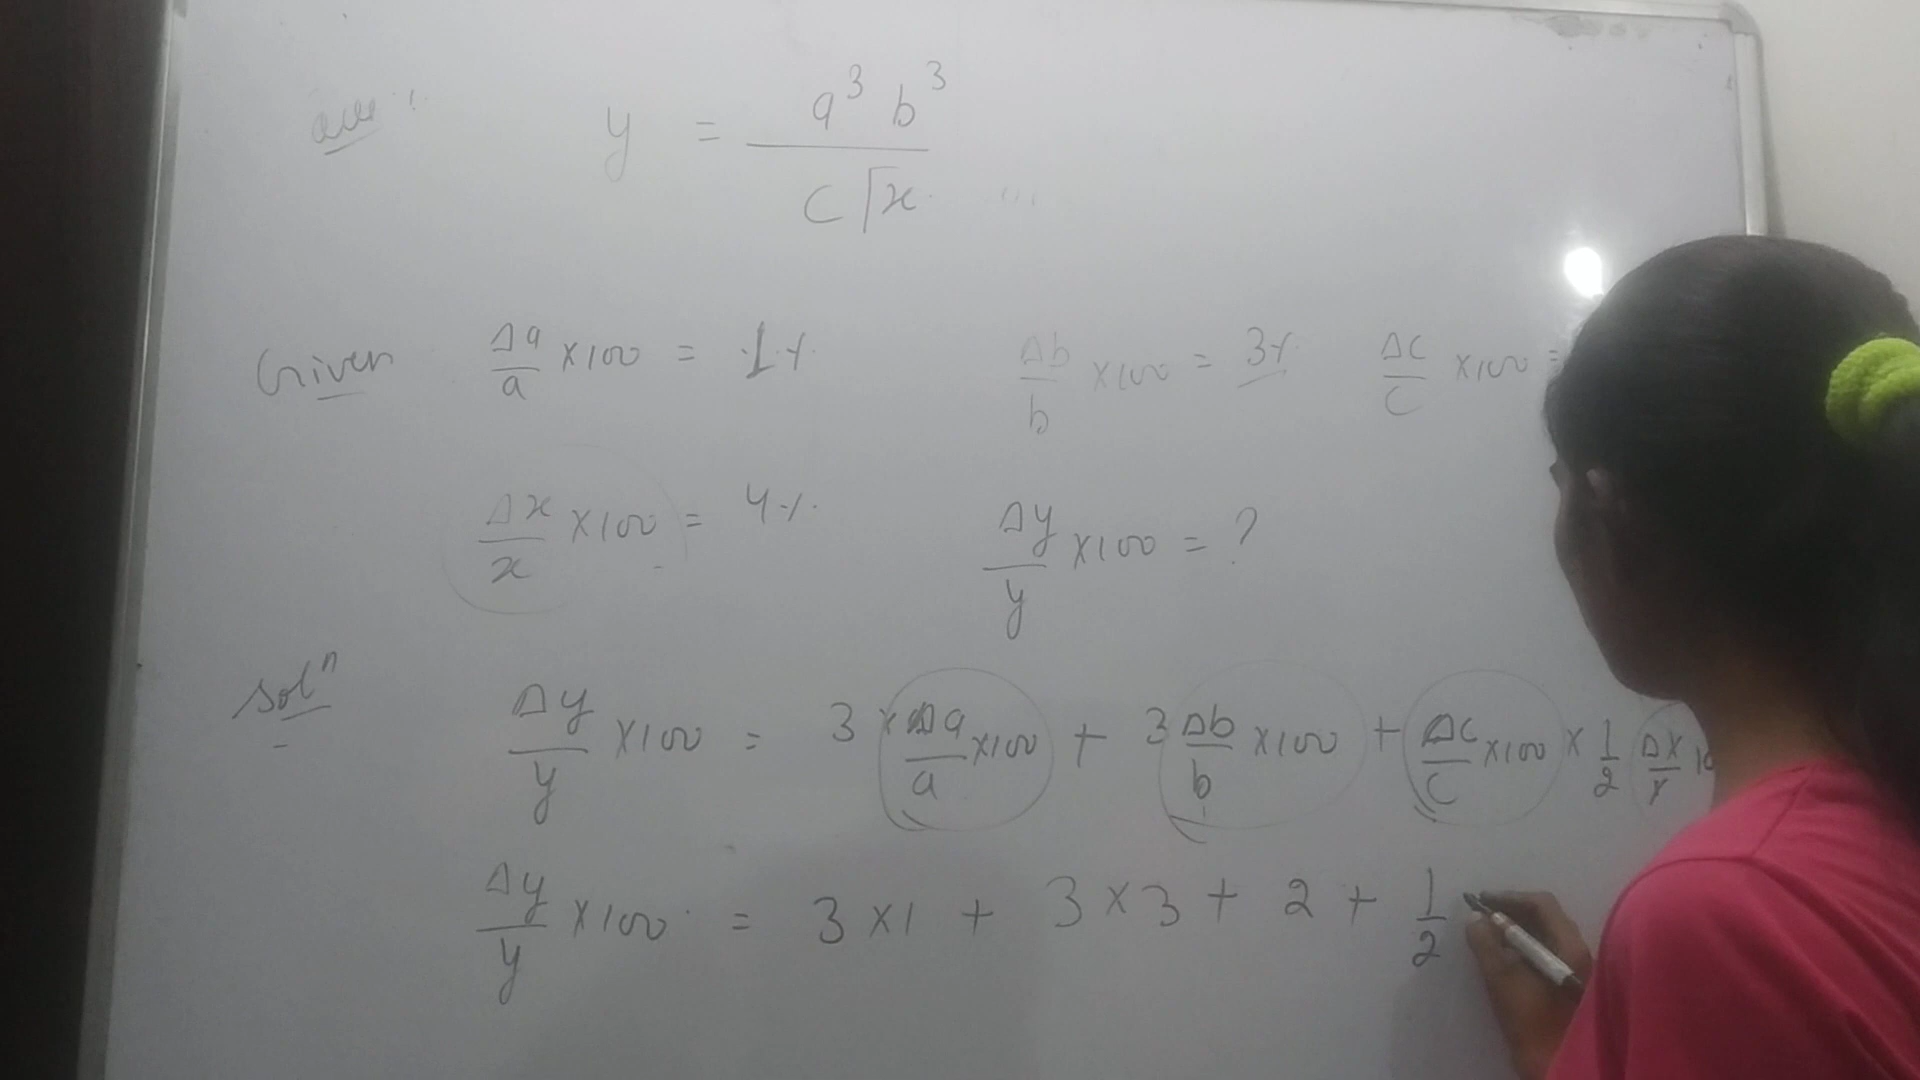 y = a³ b³ / c √x
Given Δa/a ×100 = 1% Δb/b ×100 = 3% Δc/c ×100 =
Δx/x ×100 = 4% Δy/y ×100 = ?
Solⁿ Δy/y ×100 = 3 × Δa/a ×100 + 3 Δb/b ×100 + Δc/c ×100 × 1/2 Δx/x
Δy/y ×100 = 3 ×1 + 3 × 3 + 2 + 1/2